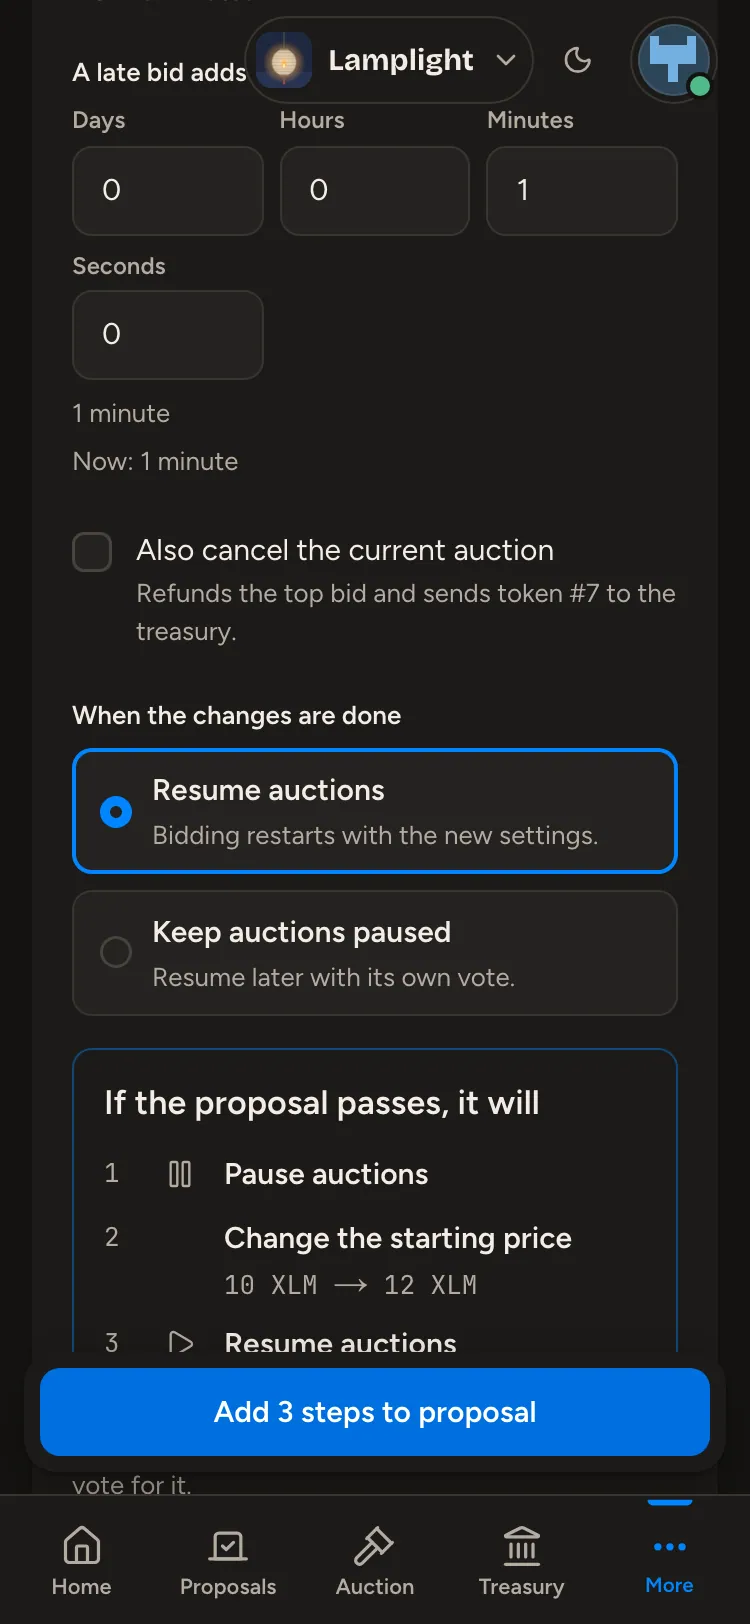 Lamplight
A late bid adds
Days
Hours
Minutes
0
0
1
Seconds
0
1 minute
Now: 1 minute
Also cancel the current auction
Refunds the top bid and sends token #7 to the
treasury.
When the changes are done
Resume auctions
Bidding restarts with the new settings.
Keep auctions paused
Resume later with its own vote.
If the proposal passes, it will
1 Pause auctions
2 Change the starting price
10 XLM → 12 XLM
3 Resume auctions
Add 3 steps to proposal
vote for it.
Home
Proposals
Auction
Treasury
More